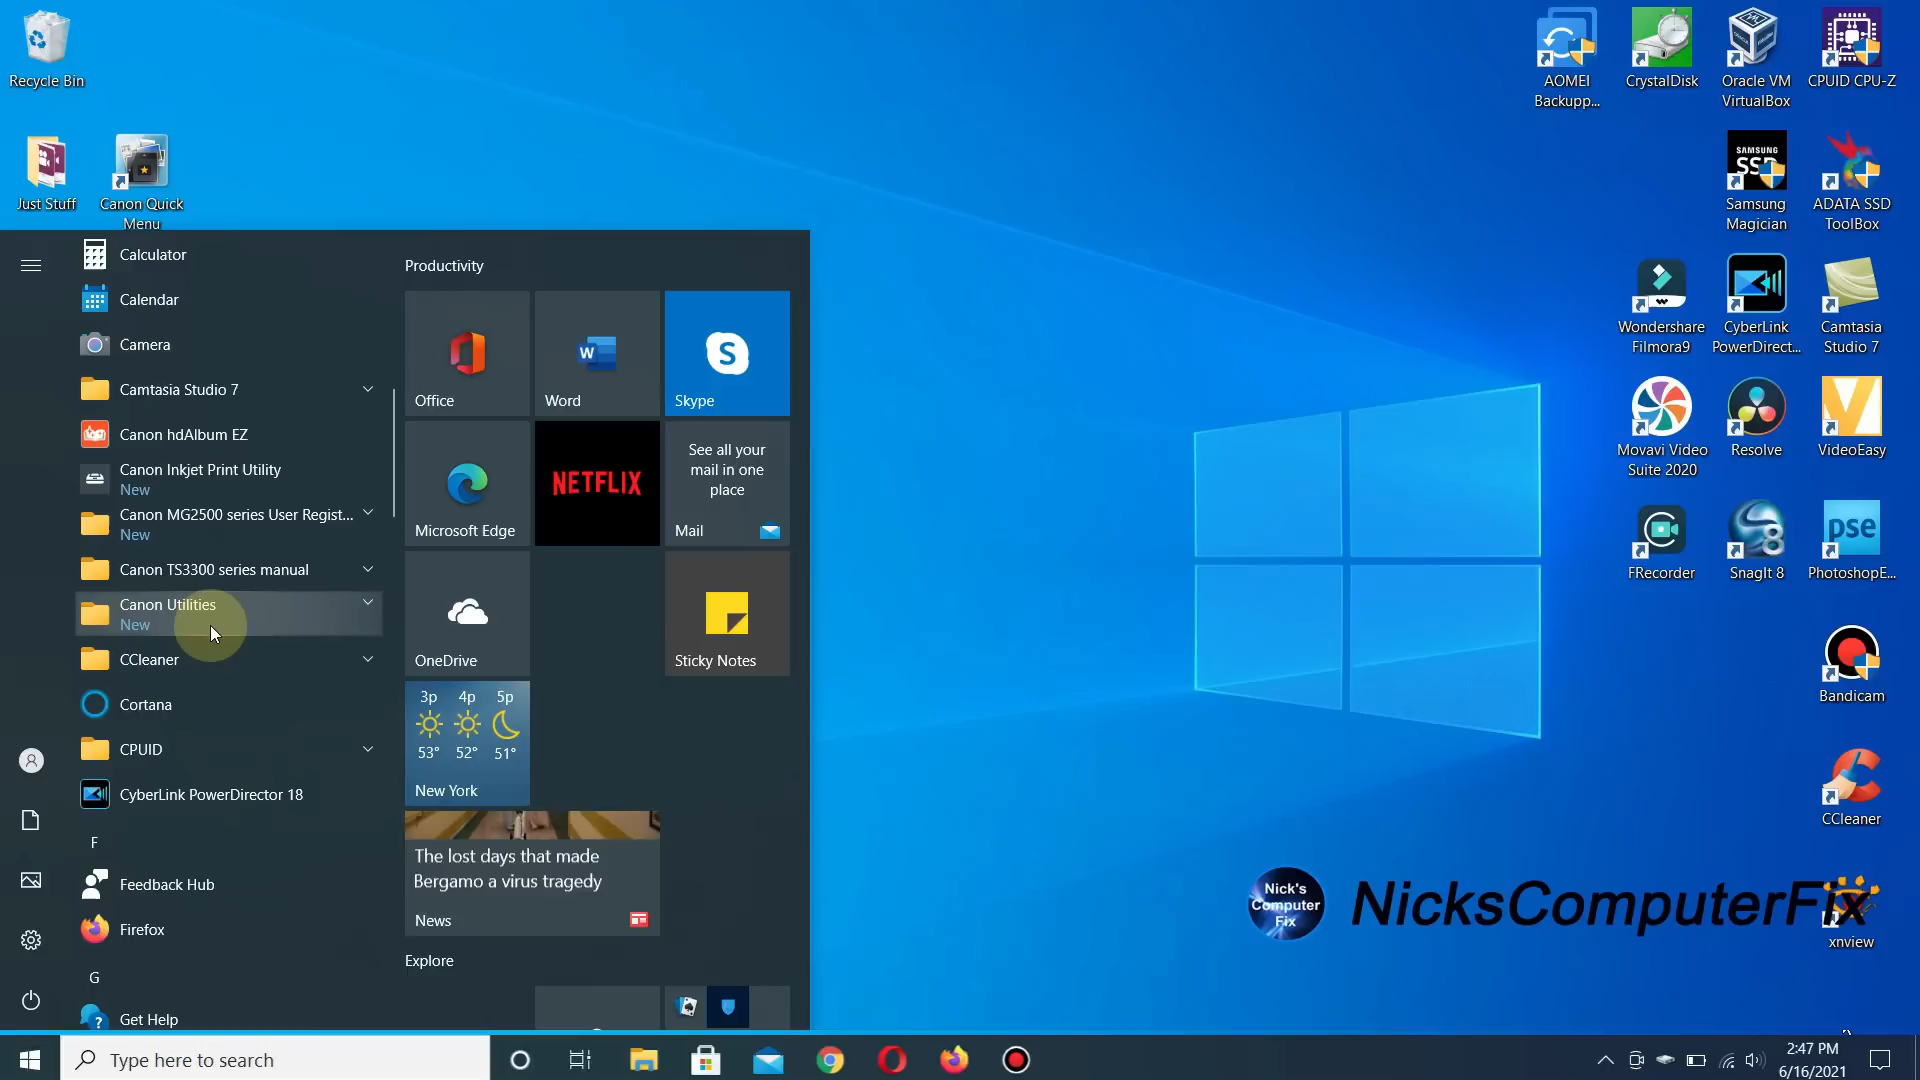 Recycle Bin
Just Stuff
Canon Quick
Menu
AOMEI
Backupp...
CrystalDisk
Oracle VM
VirtualBox
CPUID CPU-Z
SAMSUNG
SSD
Samsung
Magician
ADATA SSD
ToolBox
Wondershare
Filmora9
CyberLink
PowerDirect...
Camtasia
Studio 7
Movavi Video
Suite 2020
Resolve
VideoEasy
FRecorder
8
SnagIt 8
pse
PhotoshopE...
Bandicam
CCleaner
xnview
Calculator
Calendar
Camera
Camtasia Studio 7
Canon hdAlbum EZ
Canon Inkjet Print Utility
New
Canon MG2500 series User Regist...
New
Canon TS3300 series manual
Canon Utilities
New
CCleaner
Cortana
CPUID
CyberLink PowerDirector 18
F
Feedback Hub
Firefox
G
Get Help
Productivity
Office
W
Word
S
Skype
Microsoft Edge
NETFLIX
See all your
mail in one
place
Mail
OneDrive
Sticky Notes
3p 4p 5p
53° 52° 51°
New York
The lost days that made
Bergamo a virus tragedy
News
Explore
Nick's
Computer
Fix
NicksComputerFix
Type here to search
2:47 PM
6/16/2021